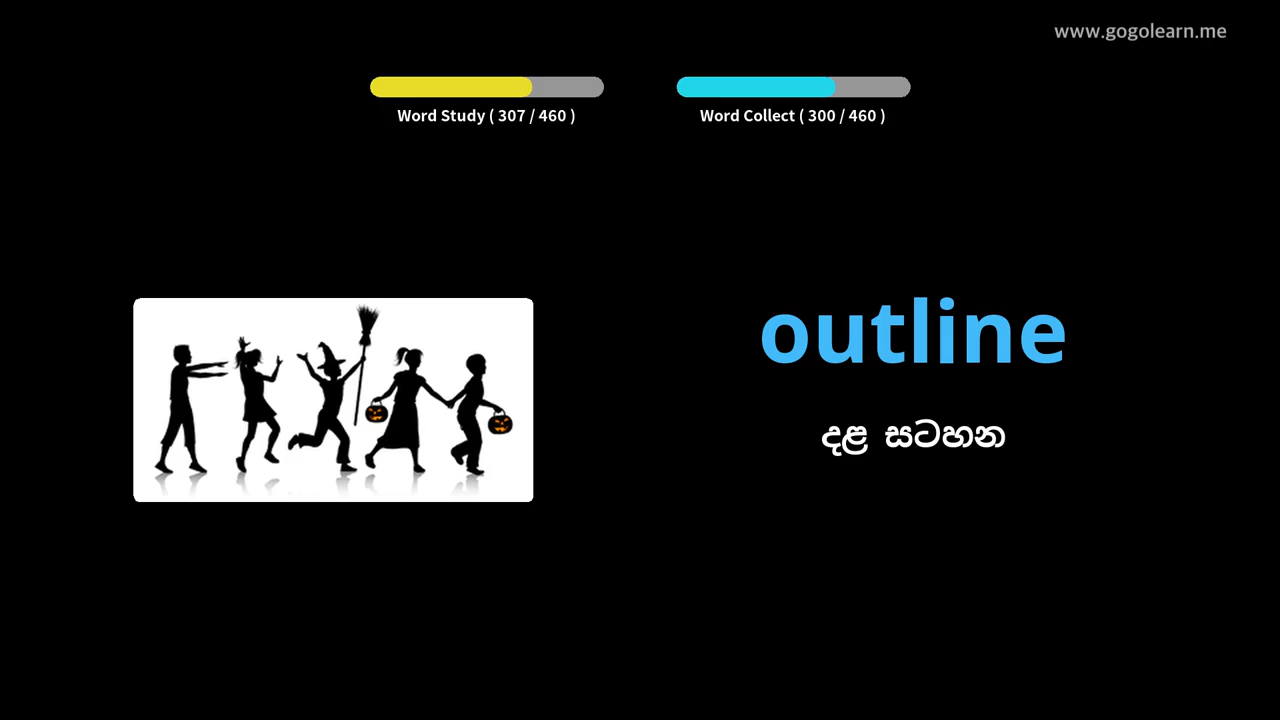 www.gogolearn.me
Word Study ( 307 / 460 )
Word Collect ( 300 / 460 )
outline
දළ සටහන